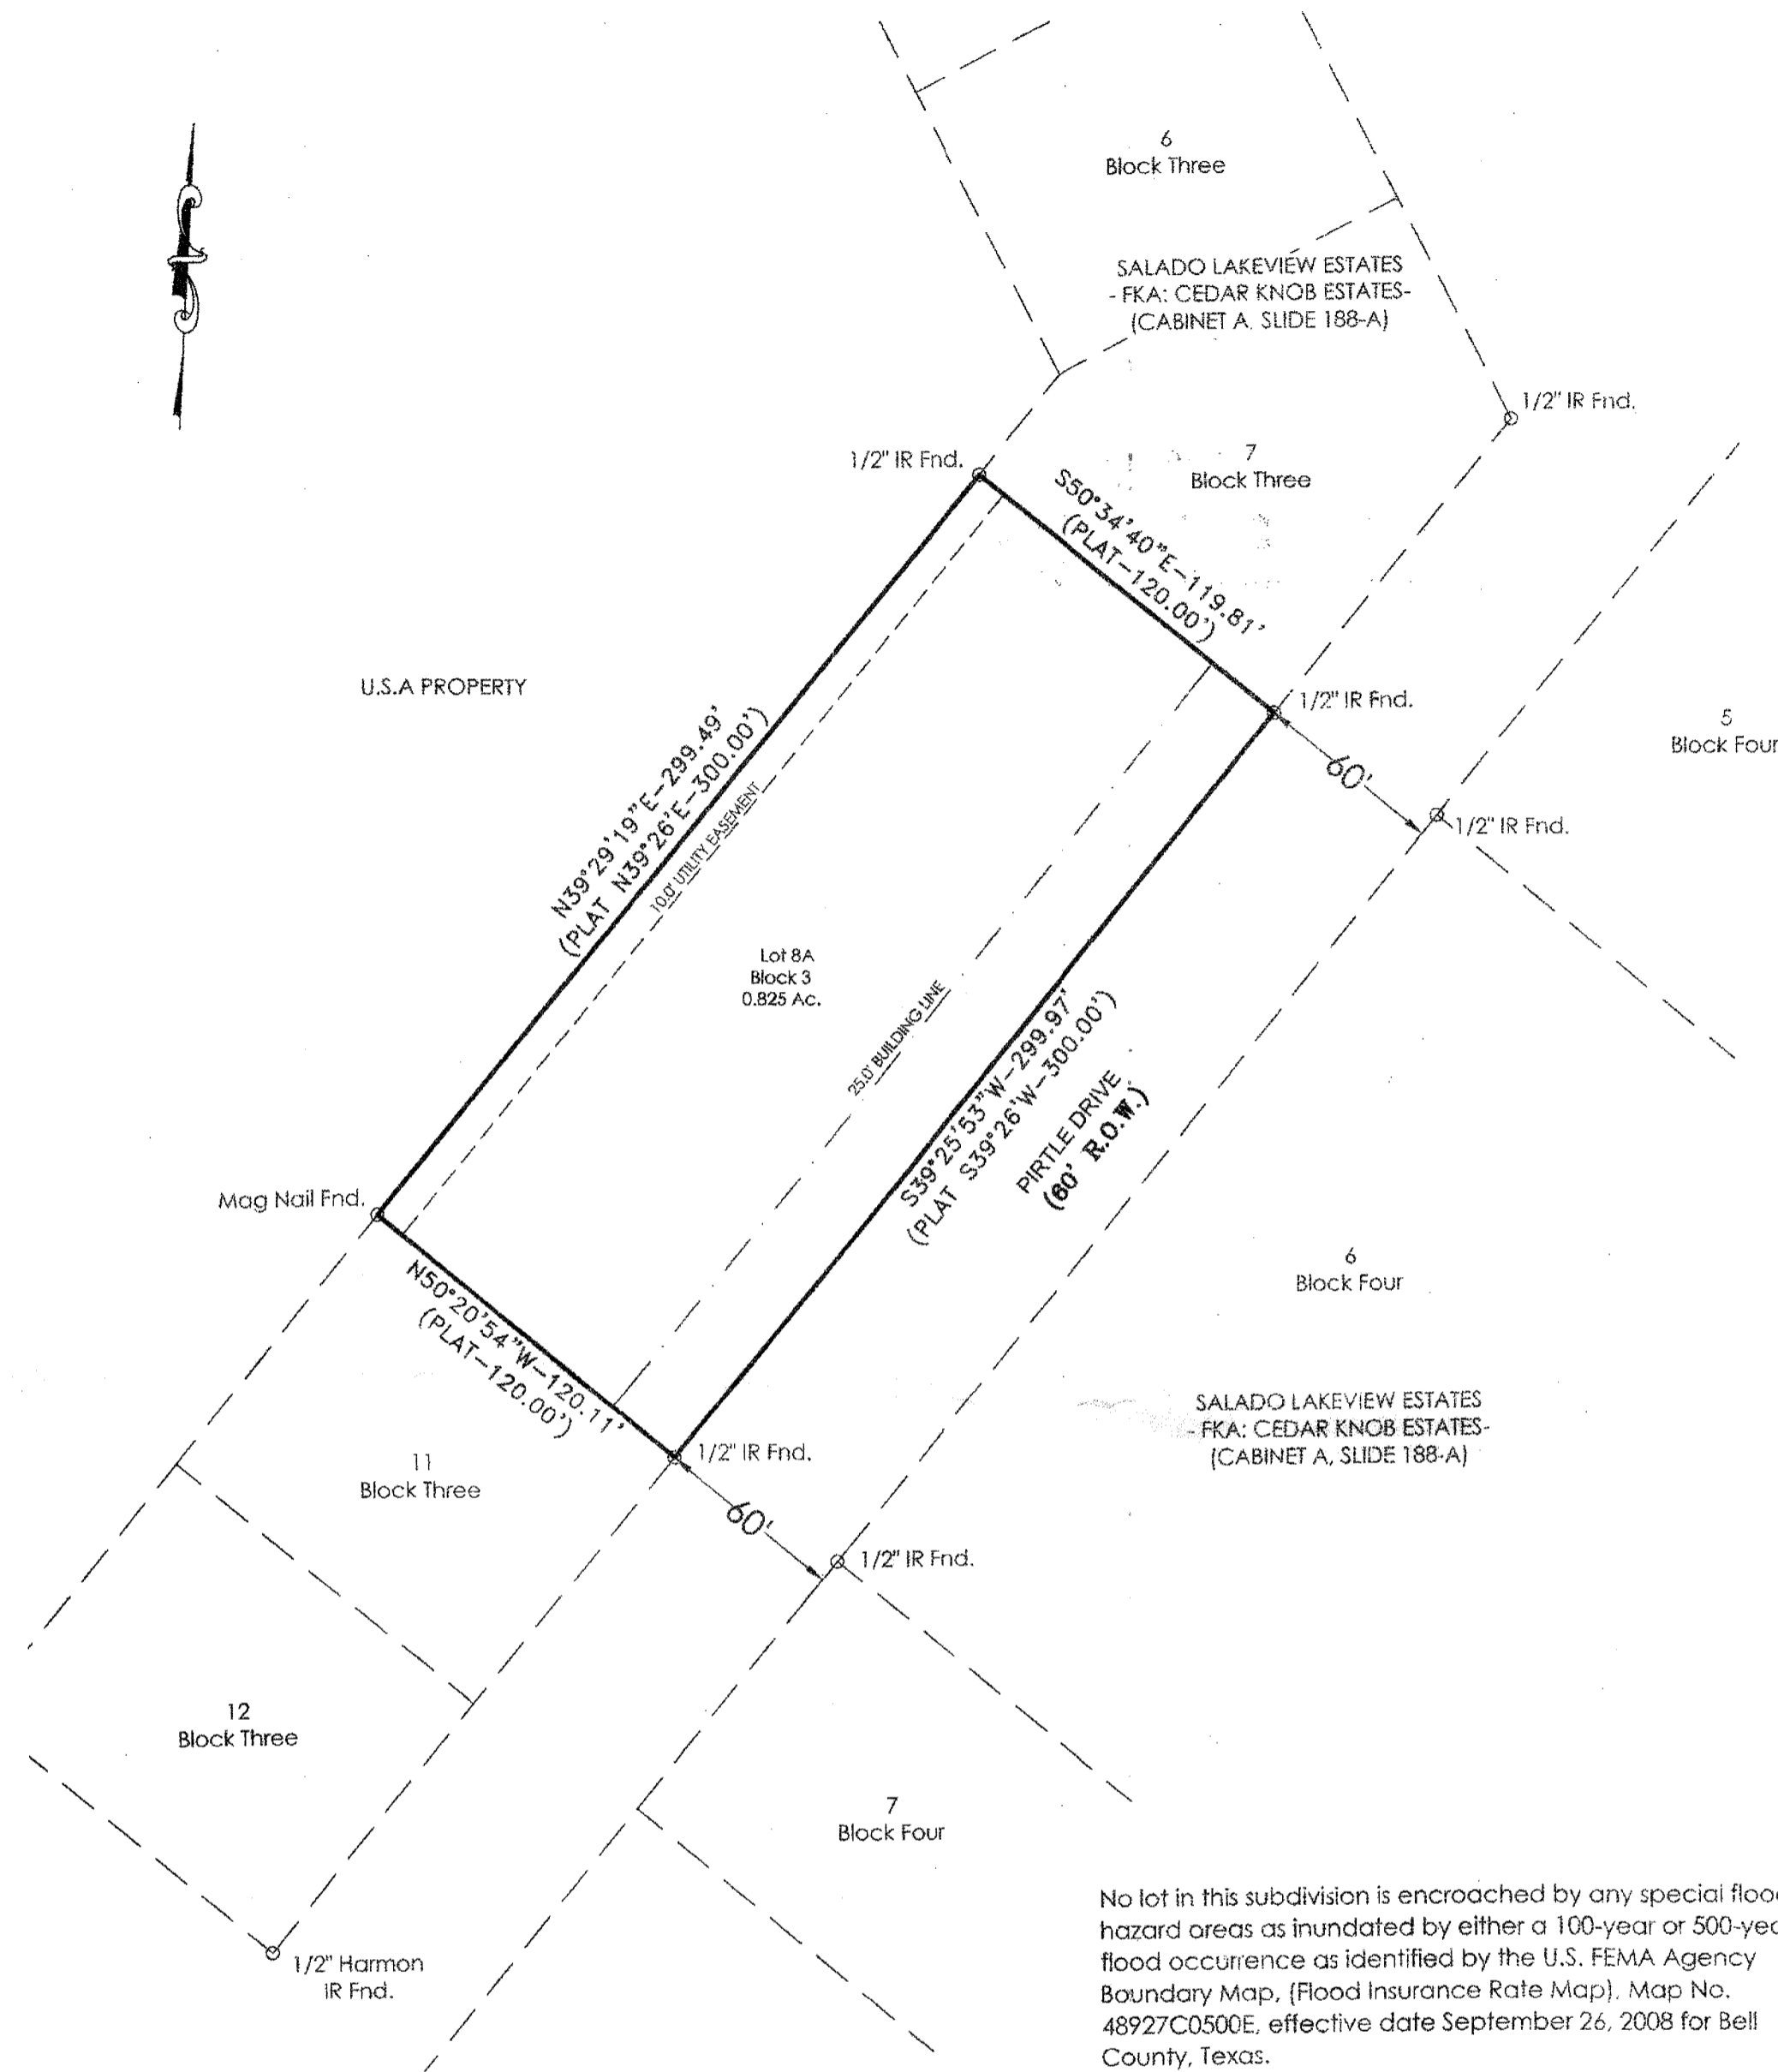 6
Block Three
SALADO LAKEVIEW ESTATES
- FKA: CEDAR KNOB ESTATES-
(CABINET A. SLIDE 188-A)
1/2" IR Fnd.
1/2" IR Fnd.
7
Block Three
S50°34'40"E-119.81'
(PLAT-120.00')
U.S.A PROPERTY
1/2" IR Fnd.
5
Block Four
60'
N39°29'19"E-299.49'
(PLAT N39°26'E-300.00')
10.0' UTILITY EASEMENT
1/2" IR Fnd.
Lot 8A
Block 3
0.825 Ac.
25.0' BUILDING LINE
S39°25'53"W-299.97'
(PLAT S39°26'W-300.00')
PIRTLE DRIVE
(60' R.O.W.)
Mag Nail Fnd.
N50°20'54"W-120.11'
(PLAT-120.00')
6
Block Four
SALADO LAKEVIEW ESTATES
- FKA: CEDAR KNOB ESTATES-
(CABINET A, SLIDE 188-A)
1/2" IR Fnd.
11
Block Three
60'
1/2" IR Fnd.
12
Block Three
7
Block Four
1/2" Harmon
IR Fnd.
No lot in this subdivision is encroached by any special floo
hazard areas as inundated by either a 100-year or 500-yea
flood occurrence as identified by the U.S. FEMA Agency
Boundary Map, (Flood Insurance Rate Map), Map No.
48927C0500E, effective date September 26, 2008 for Bell
County, Texas.